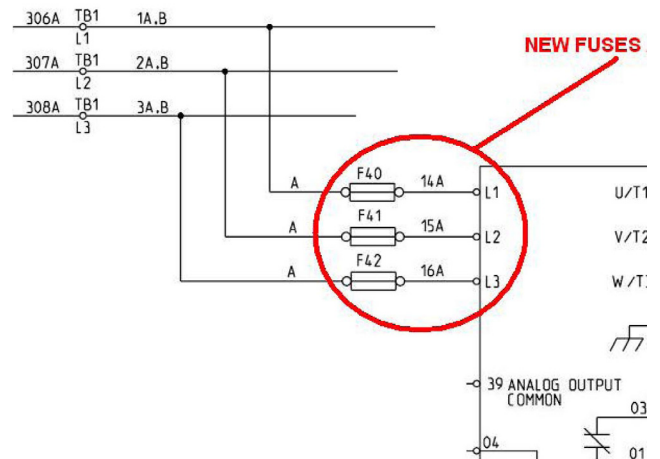 306A TB1 1A.B
L1
NEW FUSES
307A TB1 2A.B
L2
308A TB1 3A.B
L3
A F40 14A L1 U/T1
A F41 15A L2 V/T2
A F42 16A L3 W/T3
39 ANALOG OUTPUT
COMMON
03
04
01